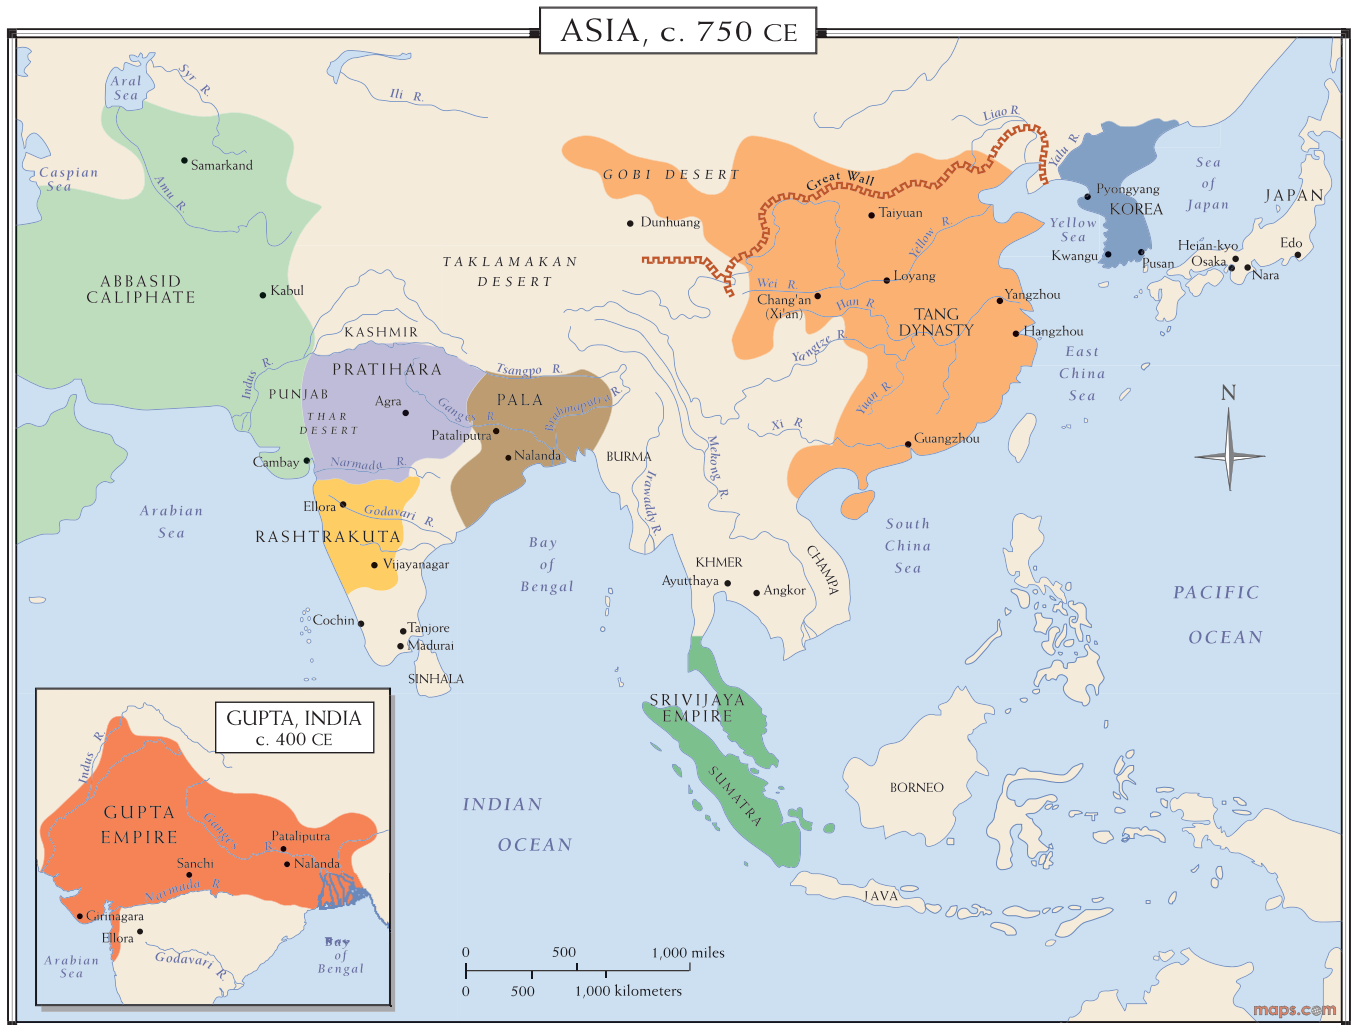 ASIA, c. 750 CE
Aral
Sea
Syr R.
Ili R.
Liao R.
Yalu R.
Samarkand
Caspian
Sea
Amu R.
GOBI DESERT
Great Wall
Sea
of
Japan
JAPAN
Pyongyang
KOREA
Dunhuang
Taiyuan
Yellow R.
Yellow
Sea
Kwangu
Pusan
Heian-kyo
Osaka
Nara
Edo
TAKLAMAKAN
DESERT
ABBASID
CALIPHATE
Kabul
Wei R.
Loyang
Chang'an
(Xi'an)
Han R.
Yangzhou
TANG
DYNASTY
Hangzhou
KASHMIR
Yangtze R.
East
China
Sea
Indus R.
PRATIHARA
Tsangpo R.
PUNJAB
Agra
Ganges R.
PALA
Brahmaputra R.
Yuan R.
N
THAR
DESERT
Pataliputra
Xi R.
Guangzhou
Cambay
Narmada R.
Nalanda
BURMA
Mekong R.
Irawaddy R.
Arabian
Sea
Ellora
Godavari R.
RASHTRAKUTA
Vijayanagar
Bay
of
Bengal
South
China
Sea
KHMER
Ayutthaya
Angkor
CHAMPA
PACIFIC
OCEAN
Cochin
Tanjore
Madurai
SINHALA
SRIVIJAYA
EMPIRE
SUMATRA
BORNEO
JAVA
INDIAN
OCEAN
GUPTA, INDIA
c. 400 CE
Indus R.
GUPTA
EMPIRE
Ganges R.
Pataliputra
Nalanda
Sanchi
Narmada R.
Girinagara
Ellora
Godavari R.
Arabian
Sea
Bay
of
Bengal
0 500 1,000 miles
0 500 1,000 kilometers
maps.com